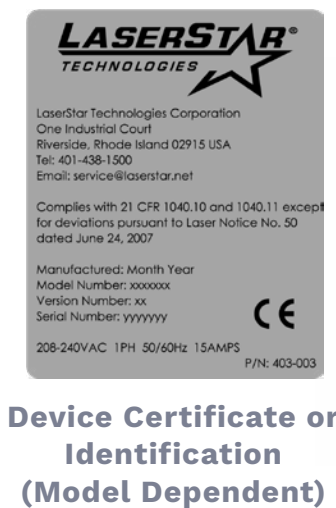 LASERSTAR®
TECHNOLOGIES
LaserStar Technologies Corporation
One Industrial Court
Riverside, Rhode Island 02915 USA
Tel: 401-438-1500
Email: service@laserstar.net
Complies with 21 CFR 1040.10 and 1040.11 except
for deviations pursuant to Laser Notice No. 50
dated June 24, 2007
Manufactured: Month Year
Model Number: xxxxxxx
Version Number: xx
Serial Number: yyyyyyy
CE
208-240VAC 1PH 50/60Hz 15AMPS
P/N: 403-003
Device Certificate or
Identification
(Model Dependent)